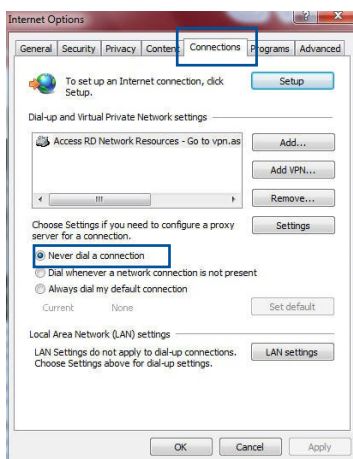 Internet Options
General Security Privacy Content Connections Programs Advanced
To set up an Internet connection, click
Setup.
Setup
Dial-up and Virtual Private Network settings
Access RD Network Resources - Go to vpn.as
Add...
Add VPN...
Remove...
Choose Settings if you need to configure a proxy
server for a connection.
Settings
Never dial a connection
Dial whenever a network connection is not present
Always dial my default connection
Current None
Set default
Local Area Network (LAN) settings
LAN Settings do not apply to dial-up connections.
Choose Settings above for dial-up settings.
LAN settings
OK Cancel Apply